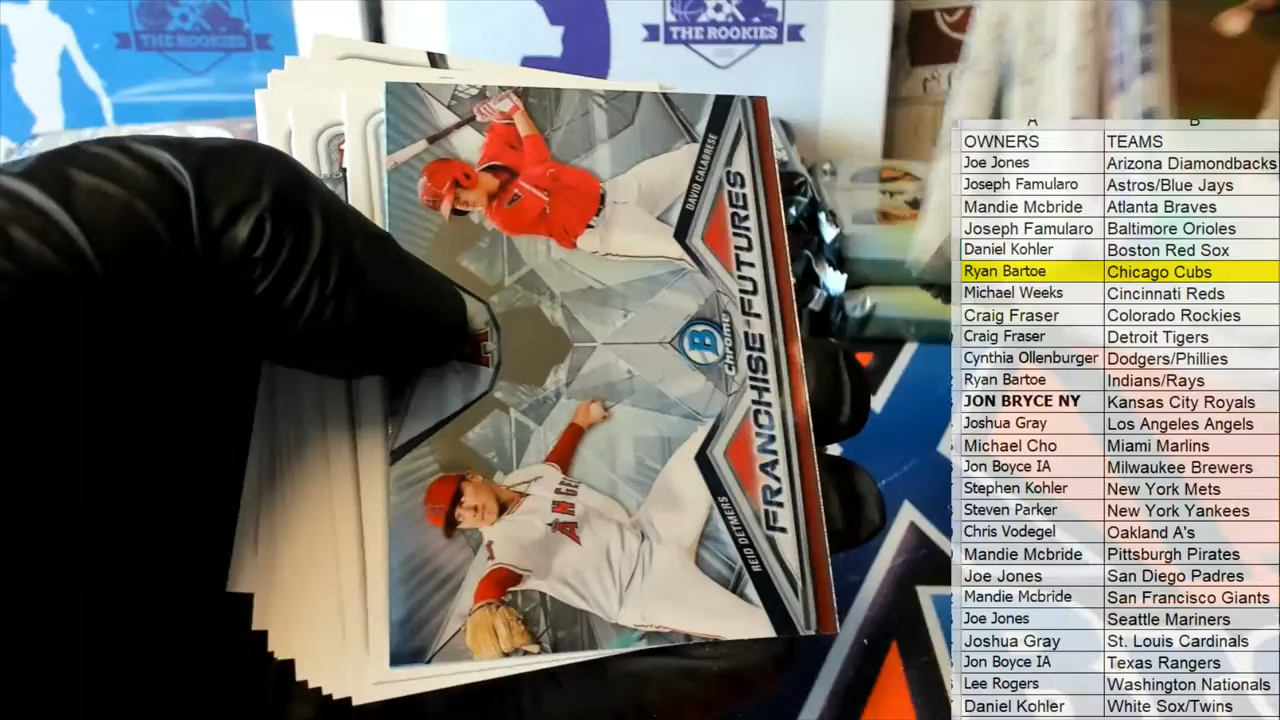 THE ROOKIES
THE ROOKIES
DAVID CALABRESE
FRANCHISE FUTURES
B
chrome
REID DETMERS
ANGE
A B
OWNERS TEAMS
Joe Jones Arizona Diamondbacks
Joseph Famularo Astros/Blue Jays
Mandie Mcbride Atlanta Braves
Joseph Famularo Baltimore Orioles
Daniel Kohler Boston Red Sox
Ryan Bartoe Chicago Cubs
Michael Weeks Cincinnati Reds
Craig Fraser Colorado Rockies
Craig Fraser Detroit Tigers
Cynthia Ollenburger Dodgers/Phillies
Ryan Bartoe Indians/Rays
JON BRYCE NY Kansas City Royals
Joshua Gray Los Angeles Angels
Michael Cho Miami Marlins
Jon Boyce IA Milwaukee Brewers
Stephen Kohler New York Mets
Steven Parker New York Yankees
Chris Vodegel Oakland A's
Mandie Mcbride Pittsburgh Pirates
Joe Jones San Diego Padres
Mandie Mcbride San Francisco Giants
Joe Jones Seattle Mariners
Joshua Gray St. Louis Cardinals
Jon Boyce IA Texas Rangers
Lee Rogers Washington Nationals
Daniel Kohler White Sox/Twins